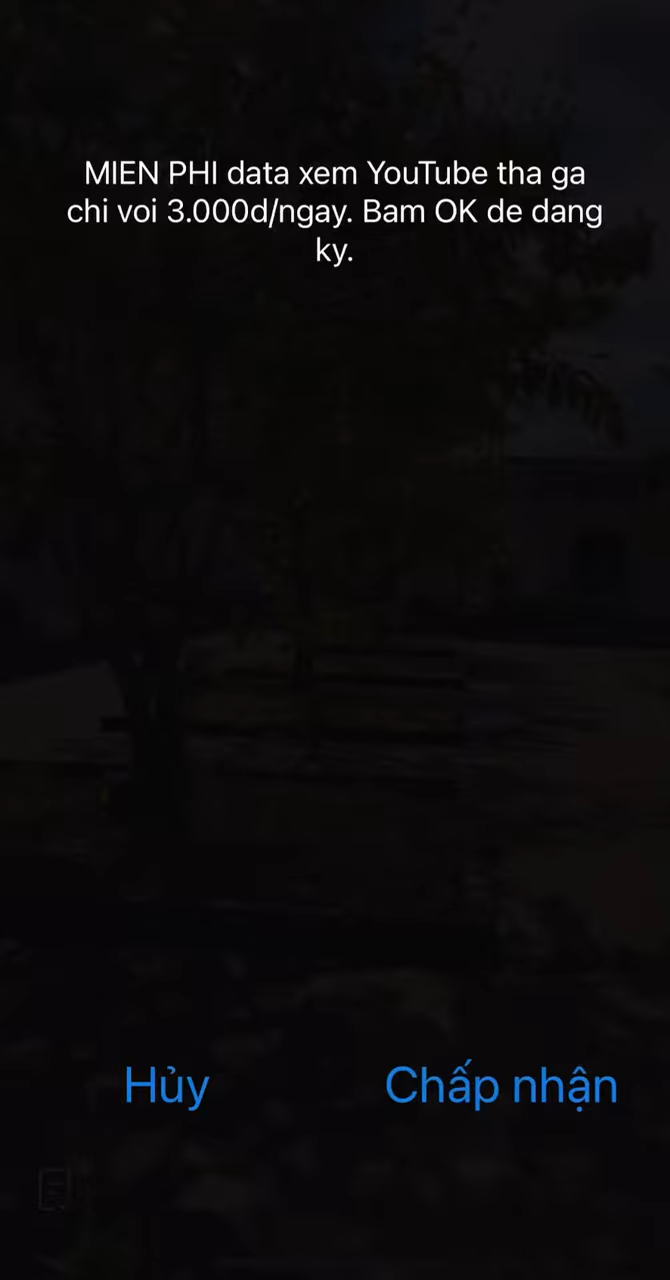 MIEN PHI data xem YouTube tha ga
chi voi 3.000d/ngay. Bam OK de dang
ky.
Hủy
Chấp nhận